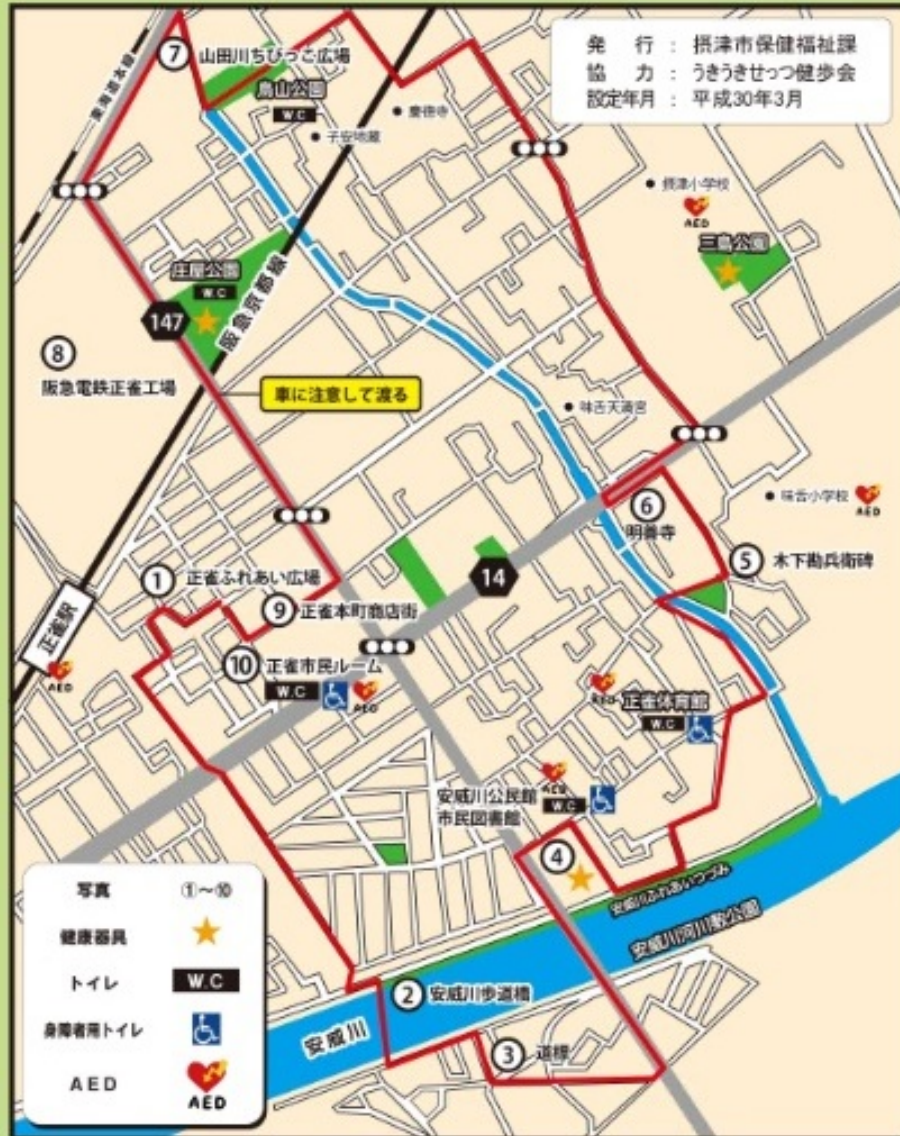 発　行 : 摂津市保健福祉課
協　力 : うきうきせっつ健歩会
設定年月 : 平成30年3月
⑦ 山田川ちびっこ広場
東海道本線
鳥山公園
W.C
慶徳寺
子安地蔵
摂津小学校
AED
三島公園
庄屋公園
W.C
147
阪急京都線
⑧
阪急電鉄正雀工場
車に注意して渡る
味舌天満宮
味舌小学校
AED
⑥
明善寺
⑤ 木下勘兵衛碑
14
① 正雀ふれあい広場
⑨ 正雀本町商店街
正雀駅
AED
⑩ 正雀市民ルーム
W.C
AED
AED
正雀体育館
W.C
AED
安威川公民館
市民図書館
W.C
④
安威川ふれあいつつみ
安威川河川敷公園
② 安威川歩道橋
安威川
③ 道標
写真 ①～⑩
健康器具
トイレ W.C
身障者用トイレ
AED
AED